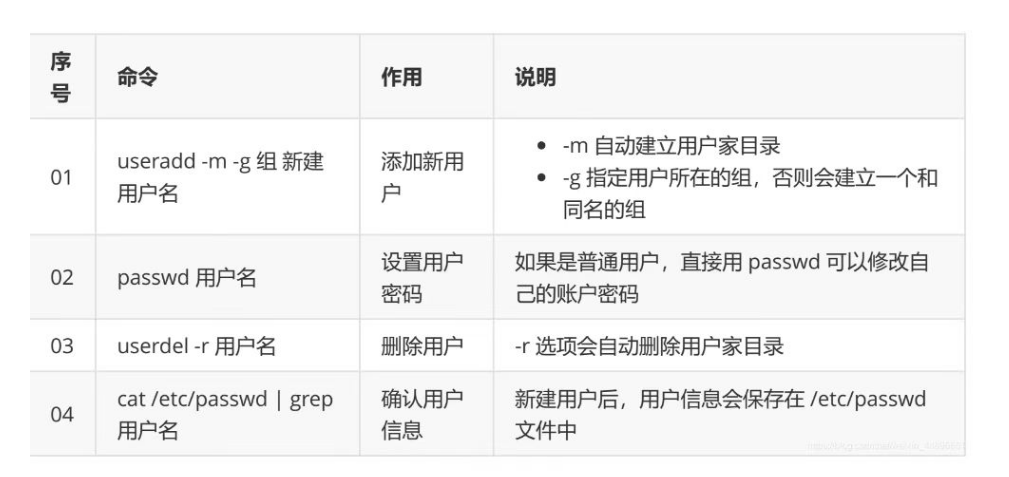 序号
命令
作用
说明
01
useradd -m -g 组 新建
用户名
添加新用
户
-m 自动建立用户家目录
-g 指定用户所在的组，否则会建立一个和
同名的组
02
passwd 用户名
设置用户
密码
如果是普通用户，直接用 passwd 可以修改自
己的账户密码
03
userdel -r 用户名
删除用户
-r 选项会自动删除用户家目录
04
cat /etc/passwd | grep
用户名
确认用户
信息
新建用户后，用户信息会保存在 /etc/passwd
文件中